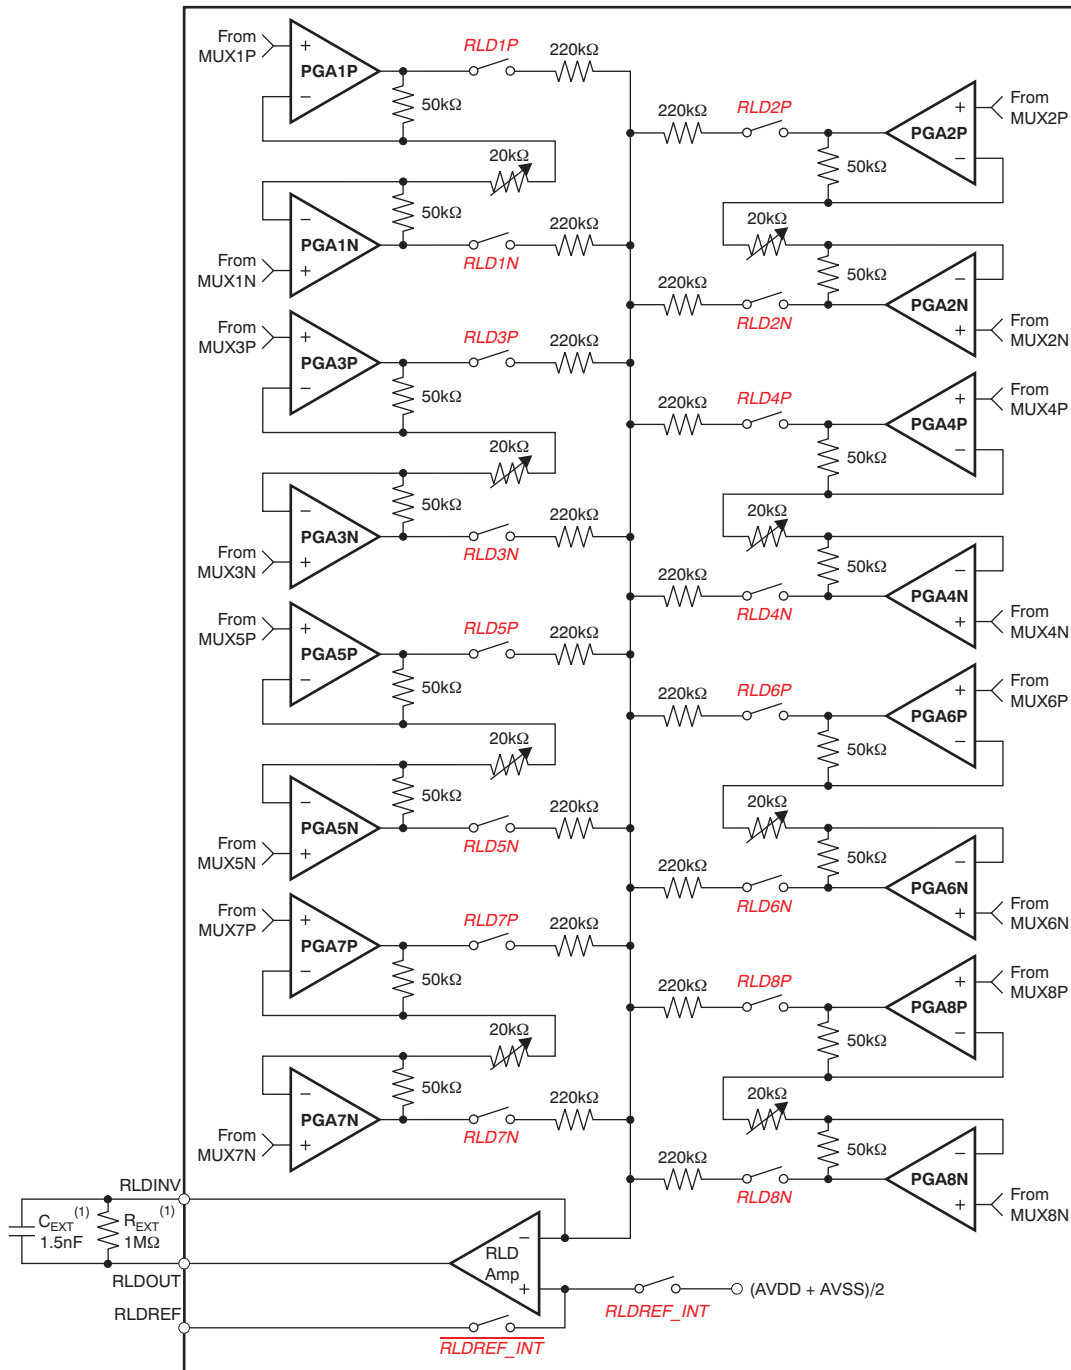 From
MUX1P
+
PGA1P
−
RLD1P
220kΩ
50kΩ
20kΩ
−
PGA1N
+
50kΩ
220kΩ
RLD1N
From
MUX1N
220kΩ
RLD2P
+
PGA2P
−
From
MUX2P
50kΩ
20kΩ
50kΩ
−
PGA2N
+
220kΩ
RLD2N
From
MUX2N
From
MUX3P
+
PGA3P
−
RLD3P
220kΩ
50kΩ
20kΩ
−
PGA3N
+
50kΩ
220kΩ
RLD3N
From
MUX3N
220kΩ
RLD4P
+
PGA4P
−
From
MUX4P
50kΩ
20kΩ
50kΩ
−
PGA4N
+
220kΩ
RLD4N
From
MUX4N
From
MUX5P
+
PGA5P
−
RLD5P
220kΩ
50kΩ
20kΩ
−
PGA5N
+
50kΩ
220kΩ
RLD5N
From
MUX5N
220kΩ
RLD6P
+
PGA6P
−
From
MUX6P
50kΩ
20kΩ
50kΩ
−
PGA6N
+
220kΩ
RLD6N
From
MUX6N
From
MUX7P
+
PGA7P
−
RLD7P
220kΩ
50kΩ
20kΩ
−
PGA7N
+
50kΩ
220kΩ
RLD7N
From
MUX7N
220kΩ
RLD8P
+
PGA8P
−
From
MUX8P
50kΩ
20kΩ
50kΩ
−
PGA8N
+
220kΩ
RLD8N
From
MUX8N
RLDINV
C_EXT (1)
1.5nF
R_EXT (1)
1MΩ
RLDOUT
RLDREF
−
RLD
Amp
+
(AVDD + AVSS)/2
RLDREF_INT
RLDREF_INT